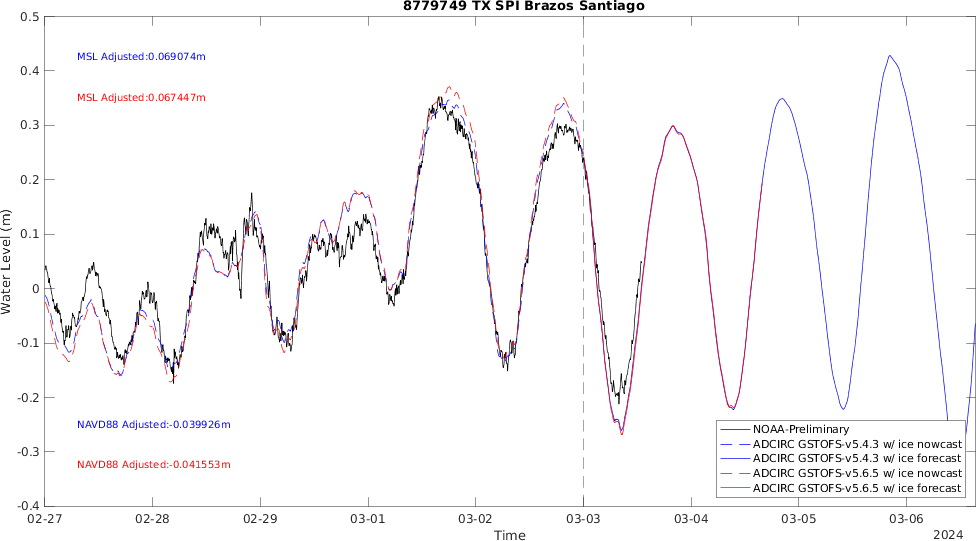 8779749 TX SPI Brazos Santiago
0.5
0.4
0.3
0.2
0.1
0
-0.1
-0.2
-0.3
-0.4
Water Level (m)
MSL Adjusted:0.069074m
MSL Adjusted:0.067447m
NAVD88 Adjusted:-0.039926m
NAVD88 Adjusted:-0.041553m
NOAA-Preliminary
ADCIRC GSTOFS-v5.4.3 w/ ice nowcast
ADCIRC GSTOFS-v5.4.3 w/ ice forecast
ADCIRC GSTOFS-v5.6.5 w/ ice nowcast
ADCIRC GSTOFS-v5.6.5 w/ ice forecast
02-27 02-28 02-29 03-01 03-02 03-03 03-04 03-05 03-06
Time
2024